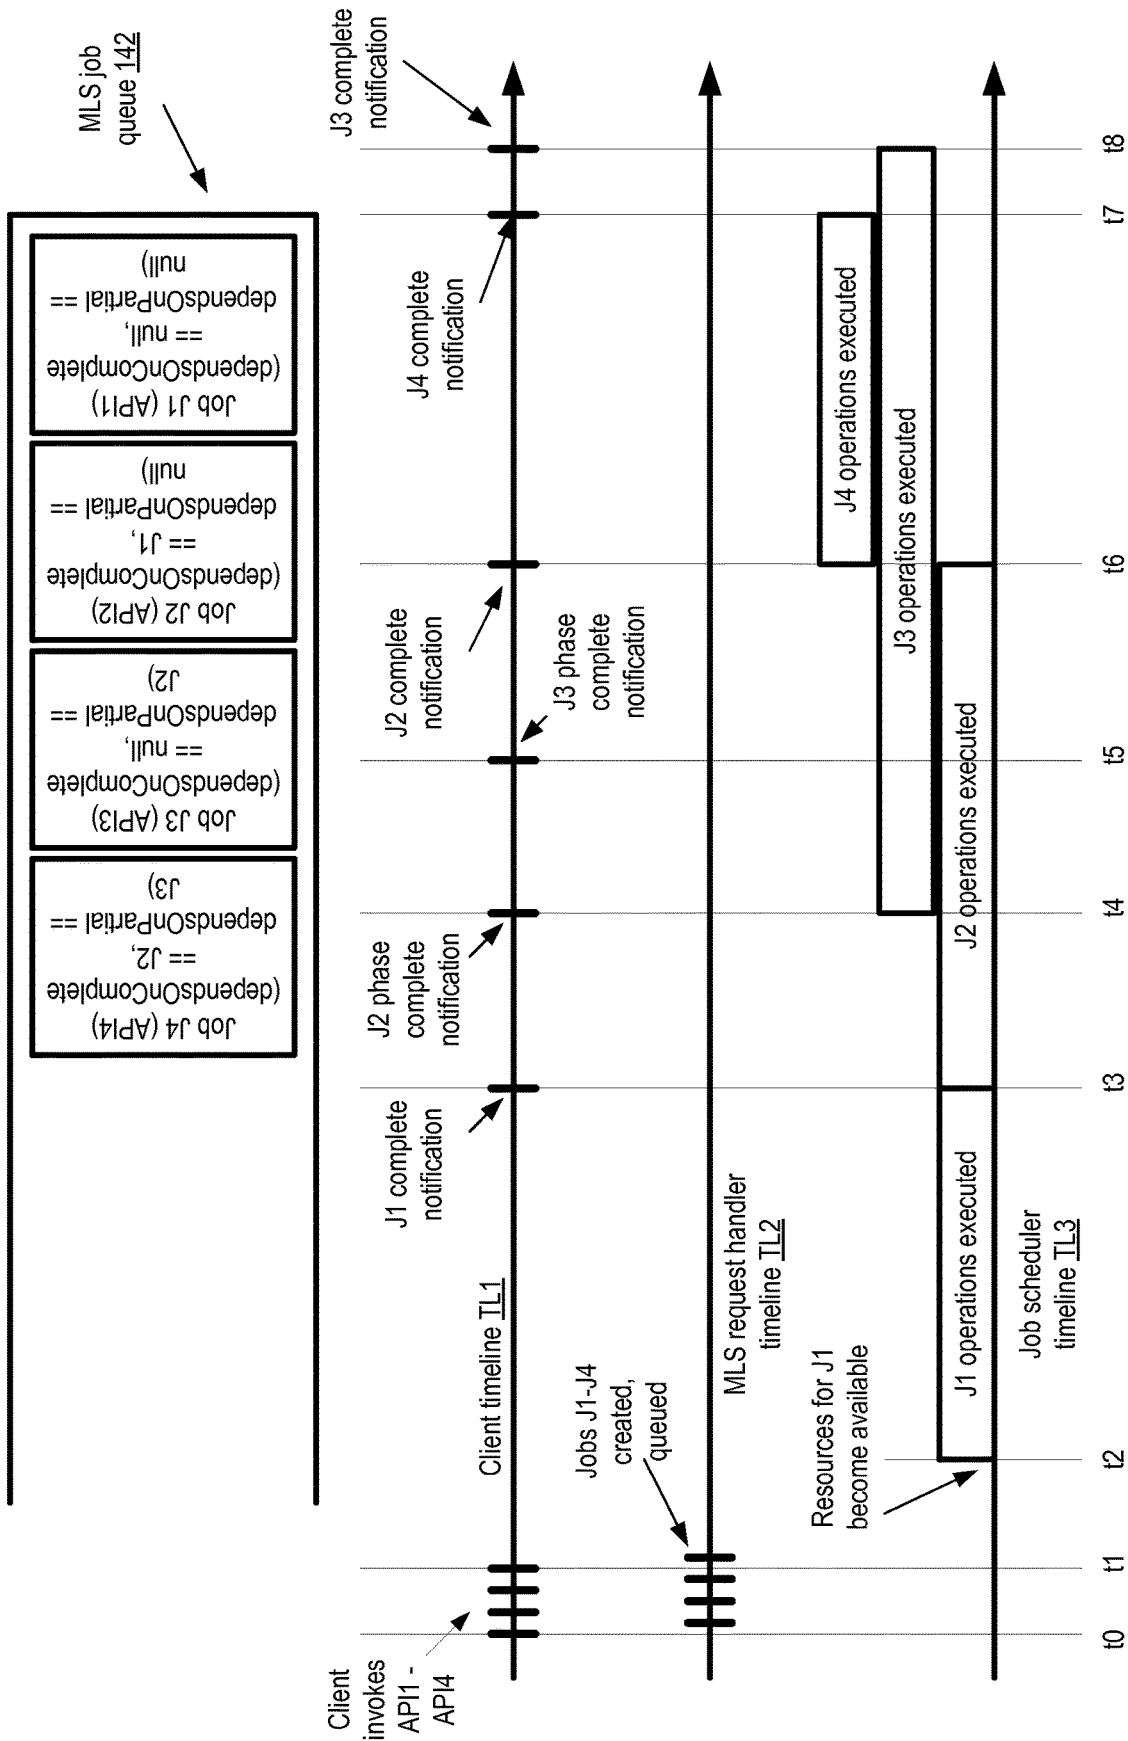 MLS job
queue 142
Job J4 (API4)
(dependsOnComplete
== J2,
dependsOnPartial ==
J3)
Job J3 (API3)
(dependsOnComplete
== null,
dependsOnPartial ==
J2)
Job J2 (API2)
(dependsOnComplete
== J1,
dependsOnPartial ==
null)
Job J1 (API1)
(dependsOnComplete
== null,
dependsOnPartial ==
null)
Client
invokes
API1 -
API4
Client timeline TL1
J1 complete
notification
J2 phase
complete
notification
J3 phase
complete
notification
J2 complete
notification
J4 complete
notification
J3 complete
notification
Jobs J1-J4
created,
queued
MLS request handler
timeline TL2
Resources for J1
become available
J4 operations executed
J3 operations executed
J1 operations executed
J2 operations executed
Job scheduler
timeline TL3
t0
t1
t2
t3
t4
t5
t6
t7
t8